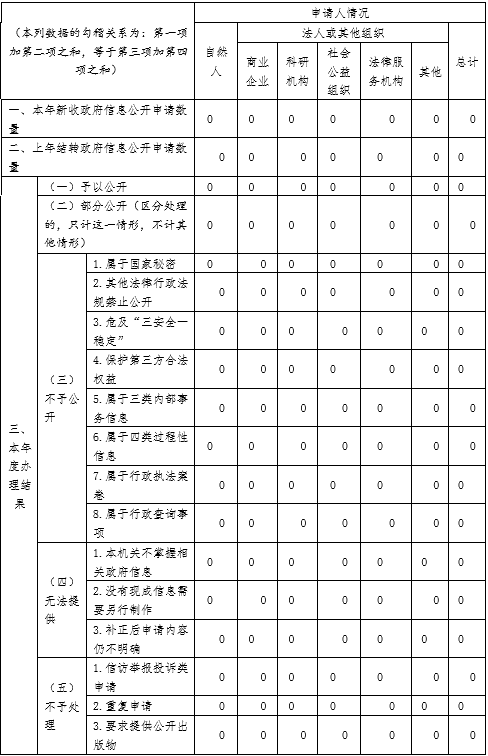 （本列数据的勾稽关系为：第一项
加第二项之和，等于第三项加第四
项之和）
申请人情况
自然
人
法人或其他组织
总计
商业
企业
科研
机构
社会
公益
组织
法律服
务机构
其他
一、本年新收政府信息公开申请数
量
0 0 0 0 0 0 0
二、上年结转政府信息公开申请数
量
0 0 0 0 0 0 0
三、
本年
度办
理结
果
（一）予以公开
0 0 0 0 0 0 0
（二）部分公开（区分处理
的，只计这一情形，不计其
他情形）
0 0 0 0 0 0 0
（三）
不予公
开
1.属于国家秘密
0 0 0 0 0 0 0
2.其他法律行政法
规禁止公开
0 0 0 0 0 0 0
3.危及“三安全一
稳定”
0 0 0 0 0 0 0
4.保护第三方合法
权益
0 0 0 0 0 0 0
5.属于三类内部事
务信息
0 0 0 0 0 0 0
6.属于四类过程性
信息
0 0 0 0 0 0 0
7.属于行政执法案
卷
0 0 0 0 0 0 0
8.属于行政查询事
项
0 0 0 0 0 0 0
（四）
无法提
供
1.本机关不掌握相
关政府信息
0 0 0 0 0 0 0
2.没有现成信息需
要另行制作
0 0 0 0 0 0 0
3.补正后申请内容
仍不明确
0 0 0 0 0 0 0
（五）
不予处
理
1.信访举报投诉类
申请
0 0 0 0 0 0 0
2.重复申请
0 0 0 0 0 0 0
3.要求提供公开出
版物
0 0 0 0 0 0 0